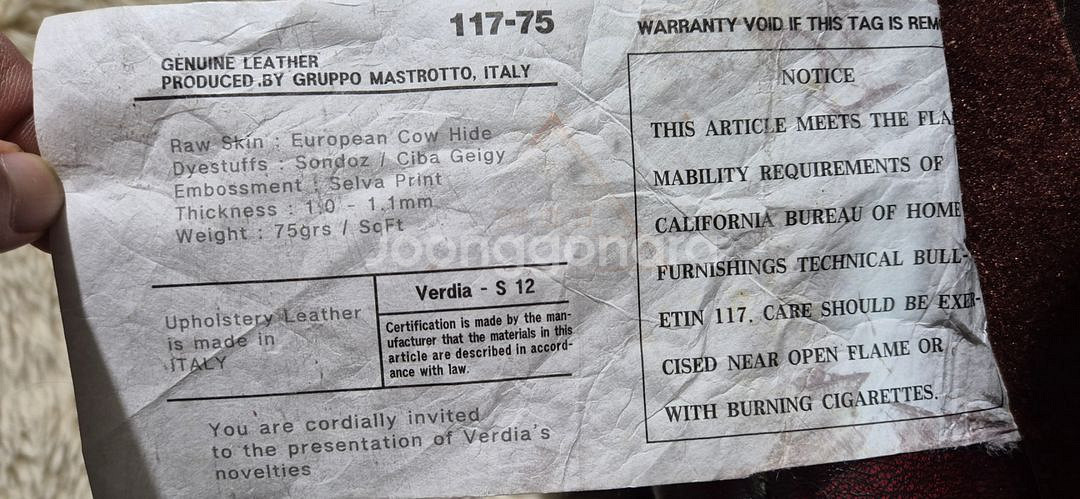 117-75
GENUINE LEATHER
PRODUCED.BY GRUPPO MASTROTTO, ITALY
Raw Skin : European Cow Hide
Dyestuffs : Sondoz / Ciba Geigy
Embossment : Selva Print
Thickness : 1.0 - 1.1mm
Weight : 75grs / SqFt
Upholstery Leather
is made in
ITALY
Verdia - S 12
Certification is made by the man-
ufacturer that the materials in this
article are described in accord-
ance with law.
You are cordially invited
to the presentation of Verdia's
novelties
WARRANTY VOID IF THIS TAG IS REM
NOTICE
THIS ARTICLE MEETS THE FLA
MABILITY REQUIREMENTS OF
CALIFORNIA BUREAU OF HOME
FURNISHINGS TECHNICAL BULL-
ETIN 117. CARE SHOULD BE EXER-
CISED NEAR OPEN FLAME OR
WITH BURNING CIGARETTES.
Joonggonara